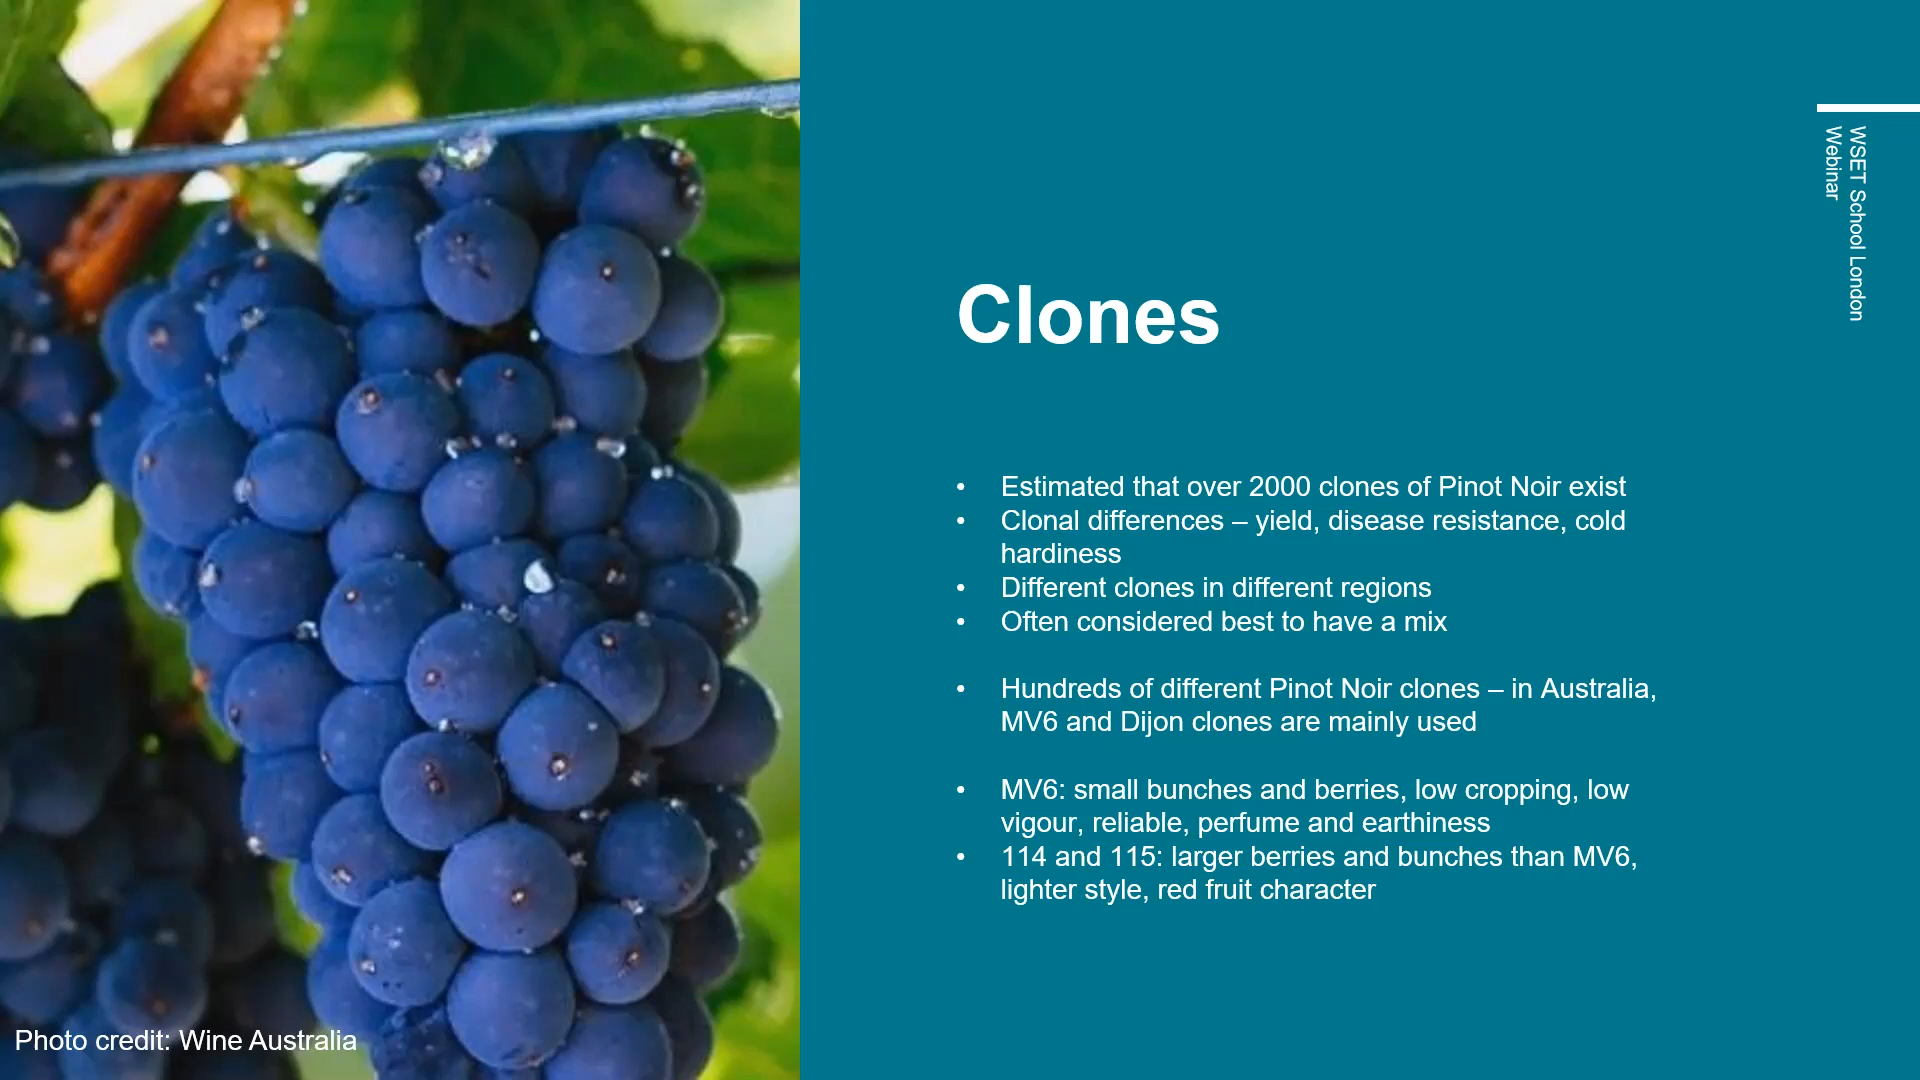 Clones
• Estimated that over 2000 clones of Pinot Noir exist
• Clonal differences – yield, disease resistance, cold
hardiness
• Different clones in different regions
• Often considered best to have a mix
• Hundreds of different Pinot Noir clones – in Australia,
MV6 and Dijon clones are mainly used
• MV6: small bunches and berries, low cropping, low
vigour, reliable, perfume and earthiness
• 114 and 115: larger berries and bunches than MV6,
lighter style, red fruit character
WSET School London
Webinar
Photo credit: Wine Australia